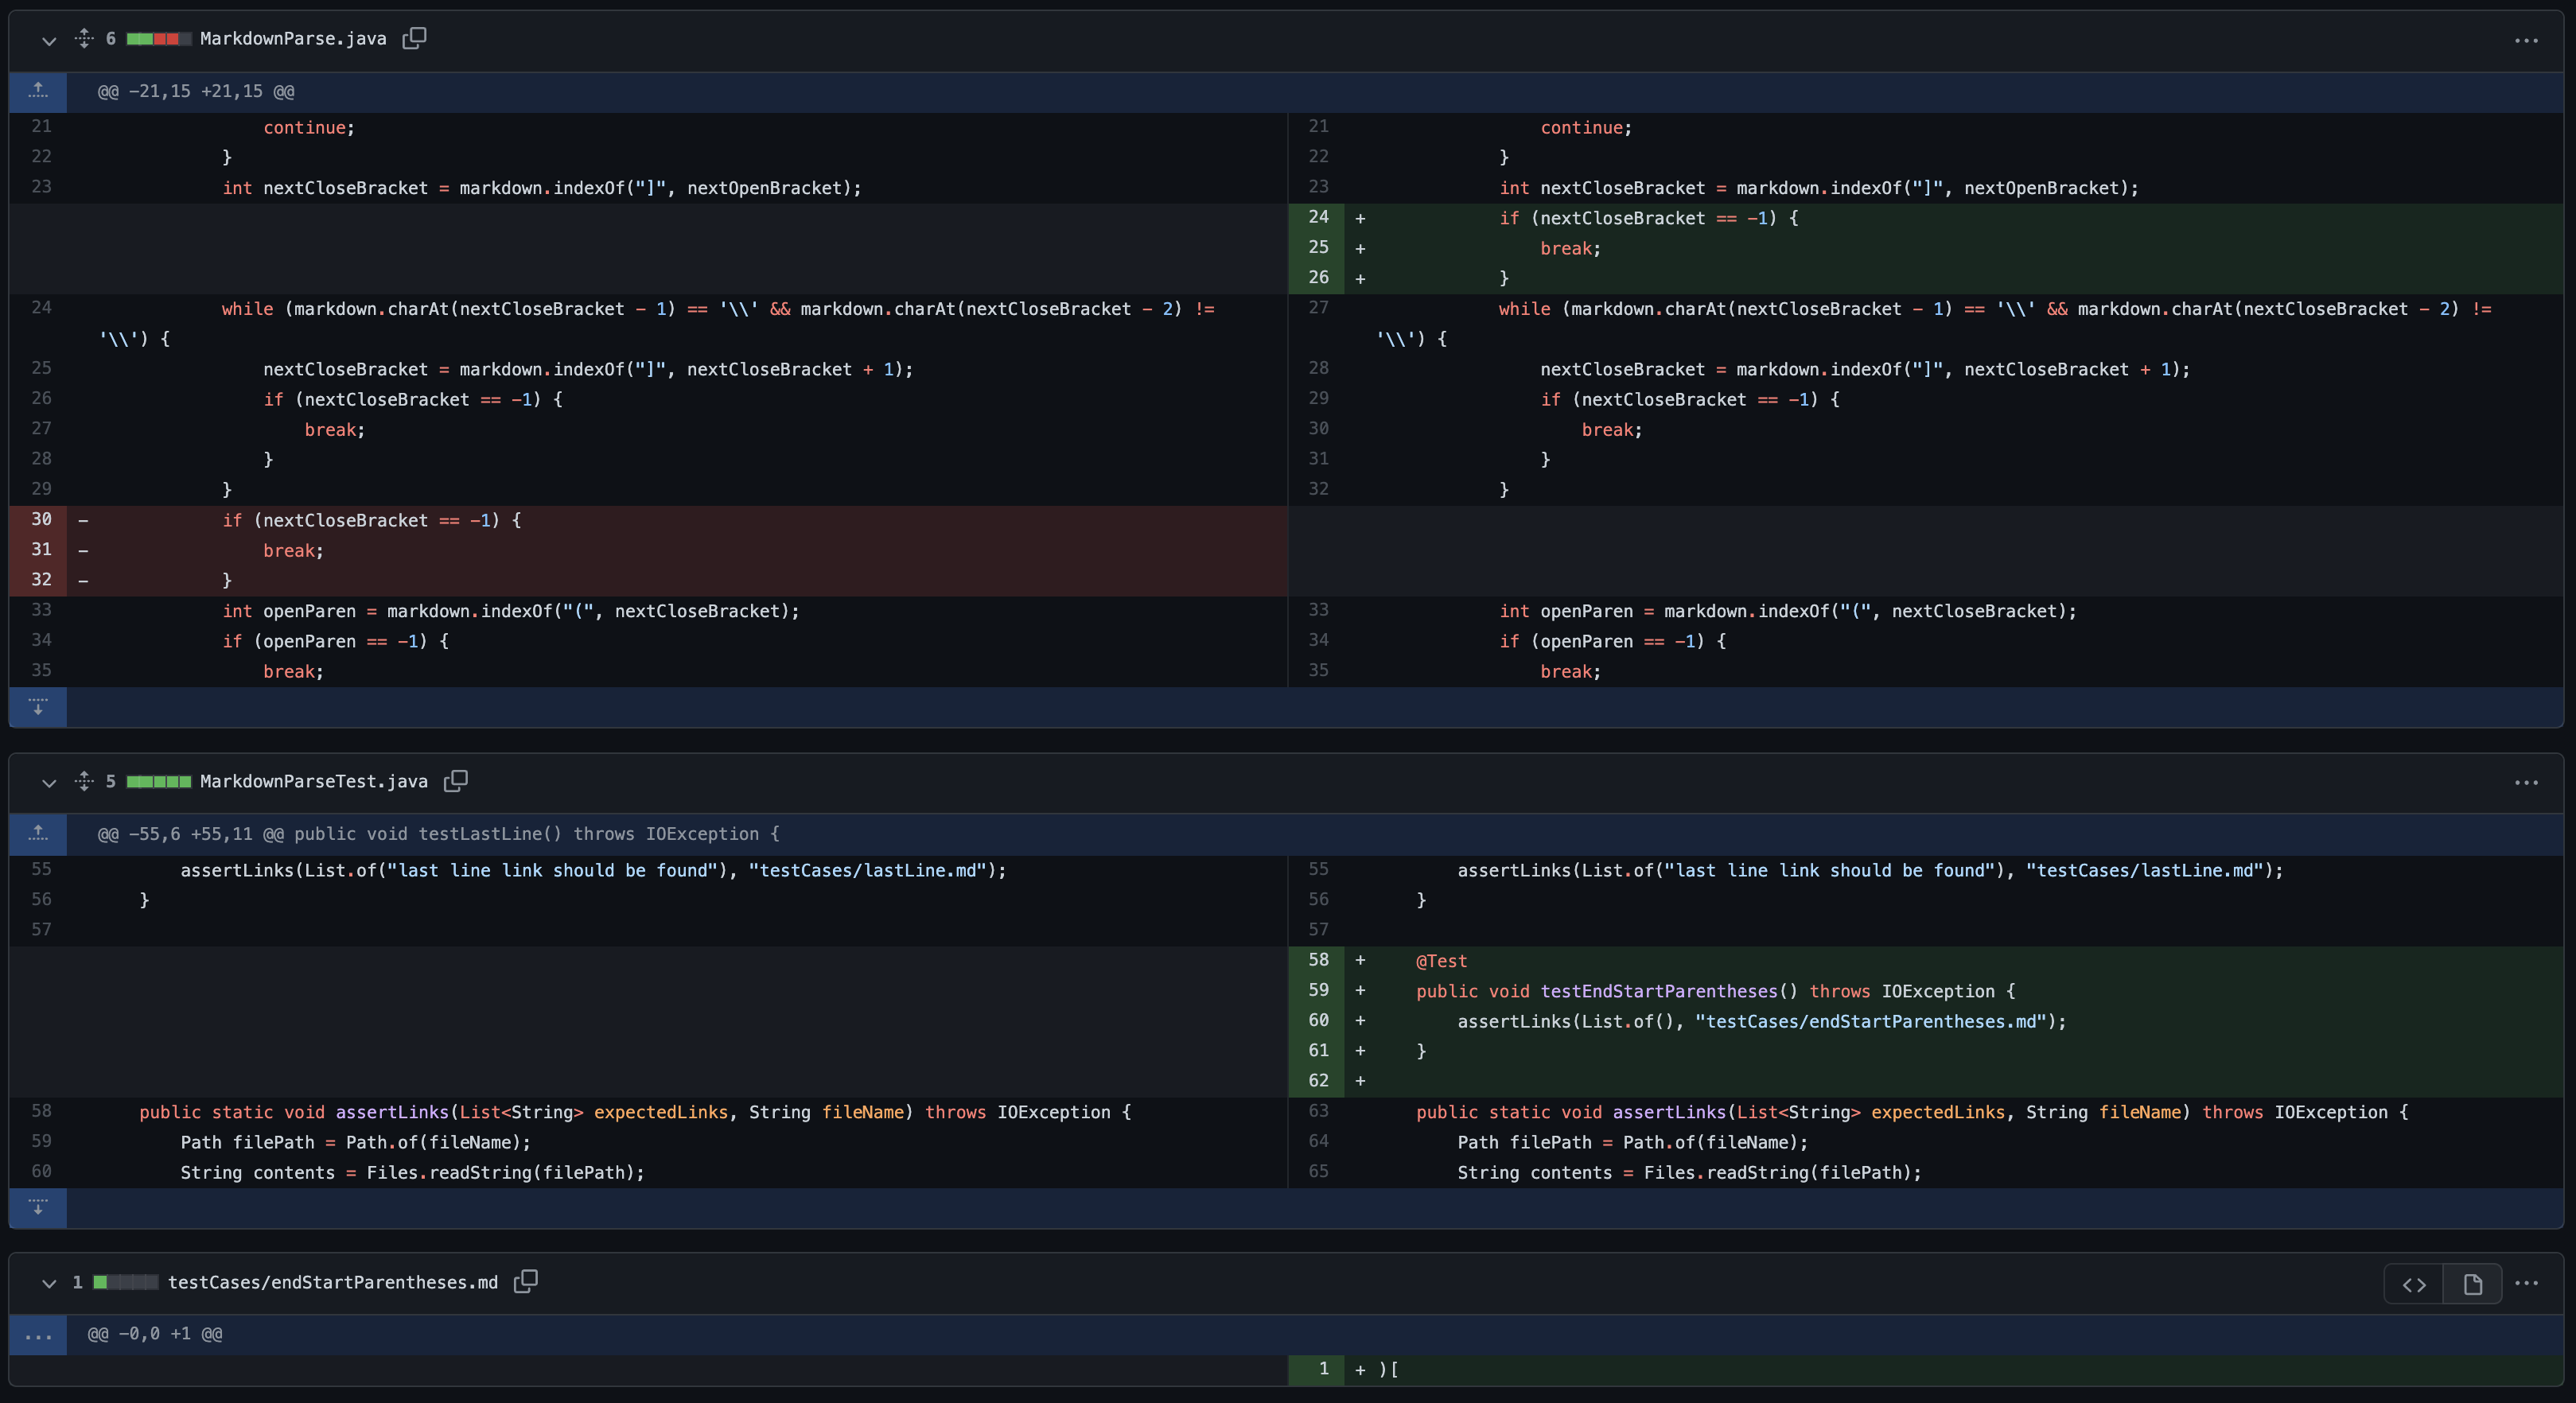 6 MarkdownParse.java
@@ -21,15 +21,15 @@
21 continue; 21 continue;
22 } 22 }
23 int nextCloseBracket = markdown.indexOf("]", nextOpenBracket); 23 int nextCloseBracket = markdown.indexOf("]", nextOpenBracket);
24 + if (nextCloseBracket == -1) {
25 + break;
26 + }
24 while (markdown.charAt(nextCloseBracket - 1) == '\\' && markdown.charAt(nextCloseBracket - 2) != 27 while (markdown.charAt(nextCloseBracket - 1) == '\\' && markdown.charAt(nextCloseBracket - 2) !=
'\\') { '\\') {
25 nextCloseBracket = markdown.indexOf("]", nextCloseBracket + 1); 28 nextCloseBracket = markdown.indexOf("]", nextCloseBracket + 1);
26 if (nextCloseBracket == -1) { 29 if (nextCloseBracket == -1) {
27 break; 30 break;
28 } 31 }
29 } 32 }
30 - if (nextCloseBracket == -1) {
31 - break;
32 - }
33 int openParen = markdown.indexOf("(", nextCloseBracket); 33 int openParen = markdown.indexOf("(", nextCloseBracket);
34 if (openParen == -1) { 34 if (openParen == -1) {
35 break; 35 break;
5 MarkdownParseTest.java
@@ -55,6 +55,11 @@ public void testLastLine() throws IOException {
55 assertLinks(List.of("last line link should be found"), "testCases/lastLine.md"); 55 assertLinks(List.of("last line link should be found"), "testCases/lastLine.md");
56 } 56 }
57 57
58 + @Test
59 + public void testEndStartParentheses() throws IOException {
60 + assertLinks(List.of(), "testCases/endStartParentheses.md");
61 + }
62 +
58 public static void assertLinks(List<String> expectedLinks, String fileName) throws IOException { 63 public static void assertLinks(List<String> expectedLinks, String fileName) throws IOException {
59 Path filePath = Path.of(fileName); 64 Path filePath = Path.of(fileName);
60 String contents = Files.readString(filePath); 65 String contents = Files.readString(filePath);
1 testCases/endStartParentheses.md
@@ -0,0 +1 @@
1 + )[